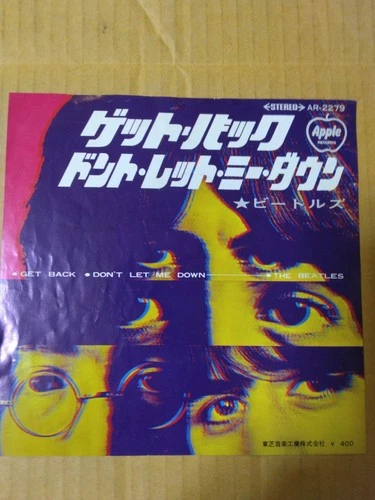 STEREO AR-2279
Apple
RECORDS
ゲット・バック
ドント・レット・ミー・ダウン
★ビートルズ
●GET BACK ●DON'T LET ME DOWN ★THE BEATLES
東芝音楽工業株式会社 ¥ 400